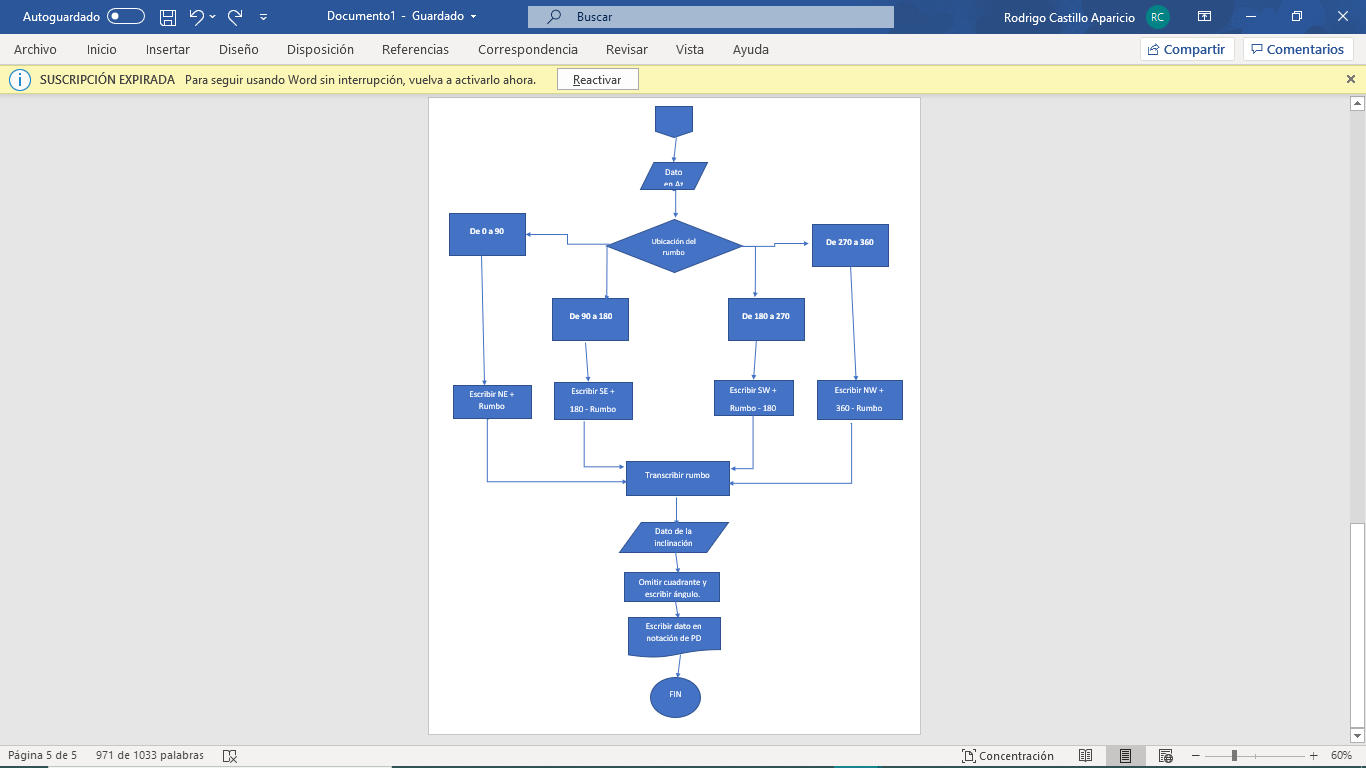 Autoguardado
Documento1 - Guardado
Buscar
Rodrigo Castillo Aparicio
RC
Archivo
Inicio
Insertar
Diseño
Disposición
Referencias
Correspondencia
Revisar
Vista
Ayuda
Compartir
Comentarios
SUSCRIPCIÓN EXPIRADA Para seguir usando Word sin interrupción, vuelva a activarlo ahora.
Reactivar
Dato
en Az
De 0 a 90
Ubicación del
rumbo
De 270 a 360
De 90 a 180
De 180 a 270
Escribir NE +
Rumbo
Escribir SE +
180 - Rumbo
Escribir SW +
Rumbo - 180
Escribir NW +
360 - Rumbo
Transcribir rumbo
Dato de la
inclinación
Omitir cuadrante y
escribir ángulo.
Escribir dato en
notación de PD
FIN
Página 5 de 5
971 de 1033 palabras
Concentración
60%